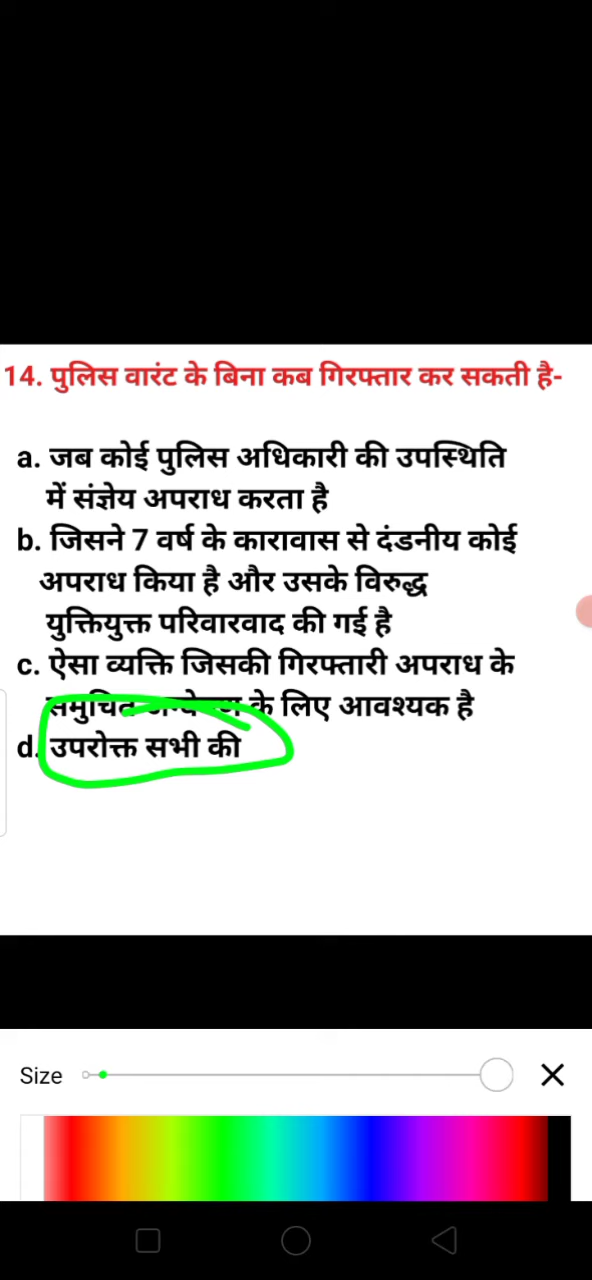 14. पुलिस वारंट के बिना कब गिरफ्तार कर सकती है-
a. जब कोई पुलिस अधिकारी की उपस्थिति
में संज्ञेय अपराध करता है
b. जिसने 7 वर्ष के कारावास से दंडनीय कोई
अपराध किया है और उसके विरुद्ध
युक्तियुक्त परिवारवाद की गई है
c. ऐसा व्यक्ति जिसकी गिरफ्तारी अपराध के
समुचित के लिए आवश्यक है
d. उपरोक्त सभी की
Size